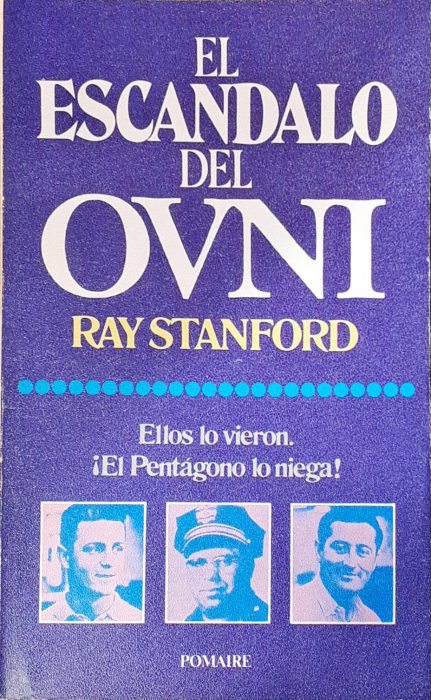 EL
ESCANDALO
DEL
OVNI
RAY STANFORD
Ellos lo vieron.
¡El Pentágono lo niega!
POMAIRE